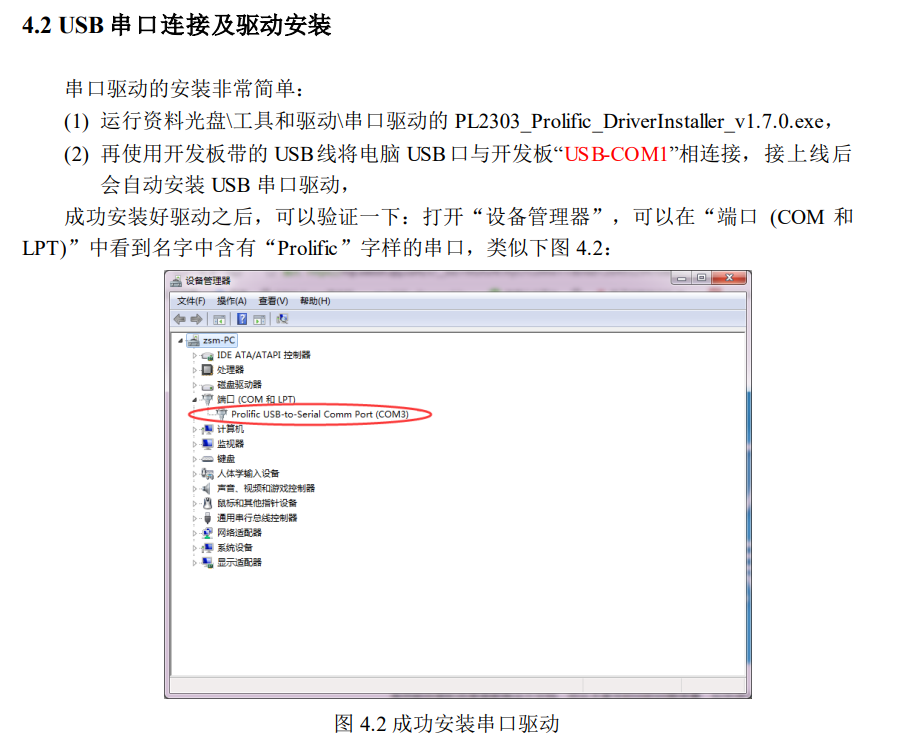 4.2 USB 串口连接及驱动安装
串口驱动的安装非常简单：
(1) 运行资料光盘\工具和驱动\串口驱动的 PL2303_Prolific_DriverInstaller_v1.7.0.exe，
(2) 再使用开发板带的 USB 线将电脑 USB 口与开发板“USB-COM1”相连接，接上线后
会自动安装 USB 串口驱动，
成功安装好驱动之后，可以验证一下：打开“设备管理器”，可以在“端口 (COM 和
LPT)”中看到名字中含有“Prolific”字样的串口，类似下图 4.2：
设备管理器
文件(F) 操作(A) 查看(V) 帮助(H)
zsm-PC
IDE ATA/ATAPI 控制器
处理器
磁盘驱动器
端口 (COM 和 LPT)
Prolific USB-to-Serial Comm Port (COM3)
计算机
监视器
键盘
人体学输入设备
声音、视频和游戏控制器
鼠标和其他指针设备
通用串行总线控制器
网络适配器
系统设备
显示适配器
图 4.2 成功安装串口驱动